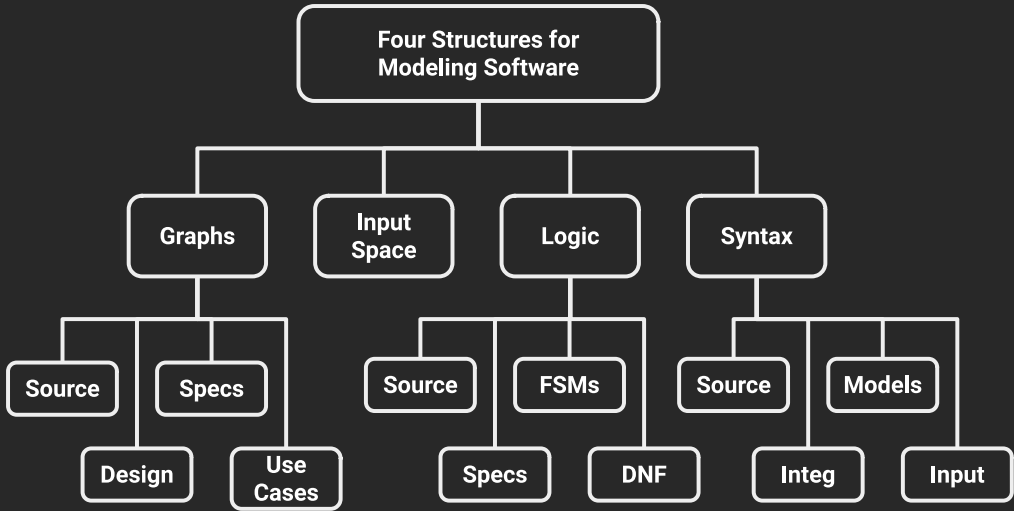 Four Structures for
Modeling Software
Graphs
Input
Space
Logic
Syntax
Source
Specs
Source
FSMs
Source
Models
Design
Use
Cases
Specs
DNF
Integ
Input